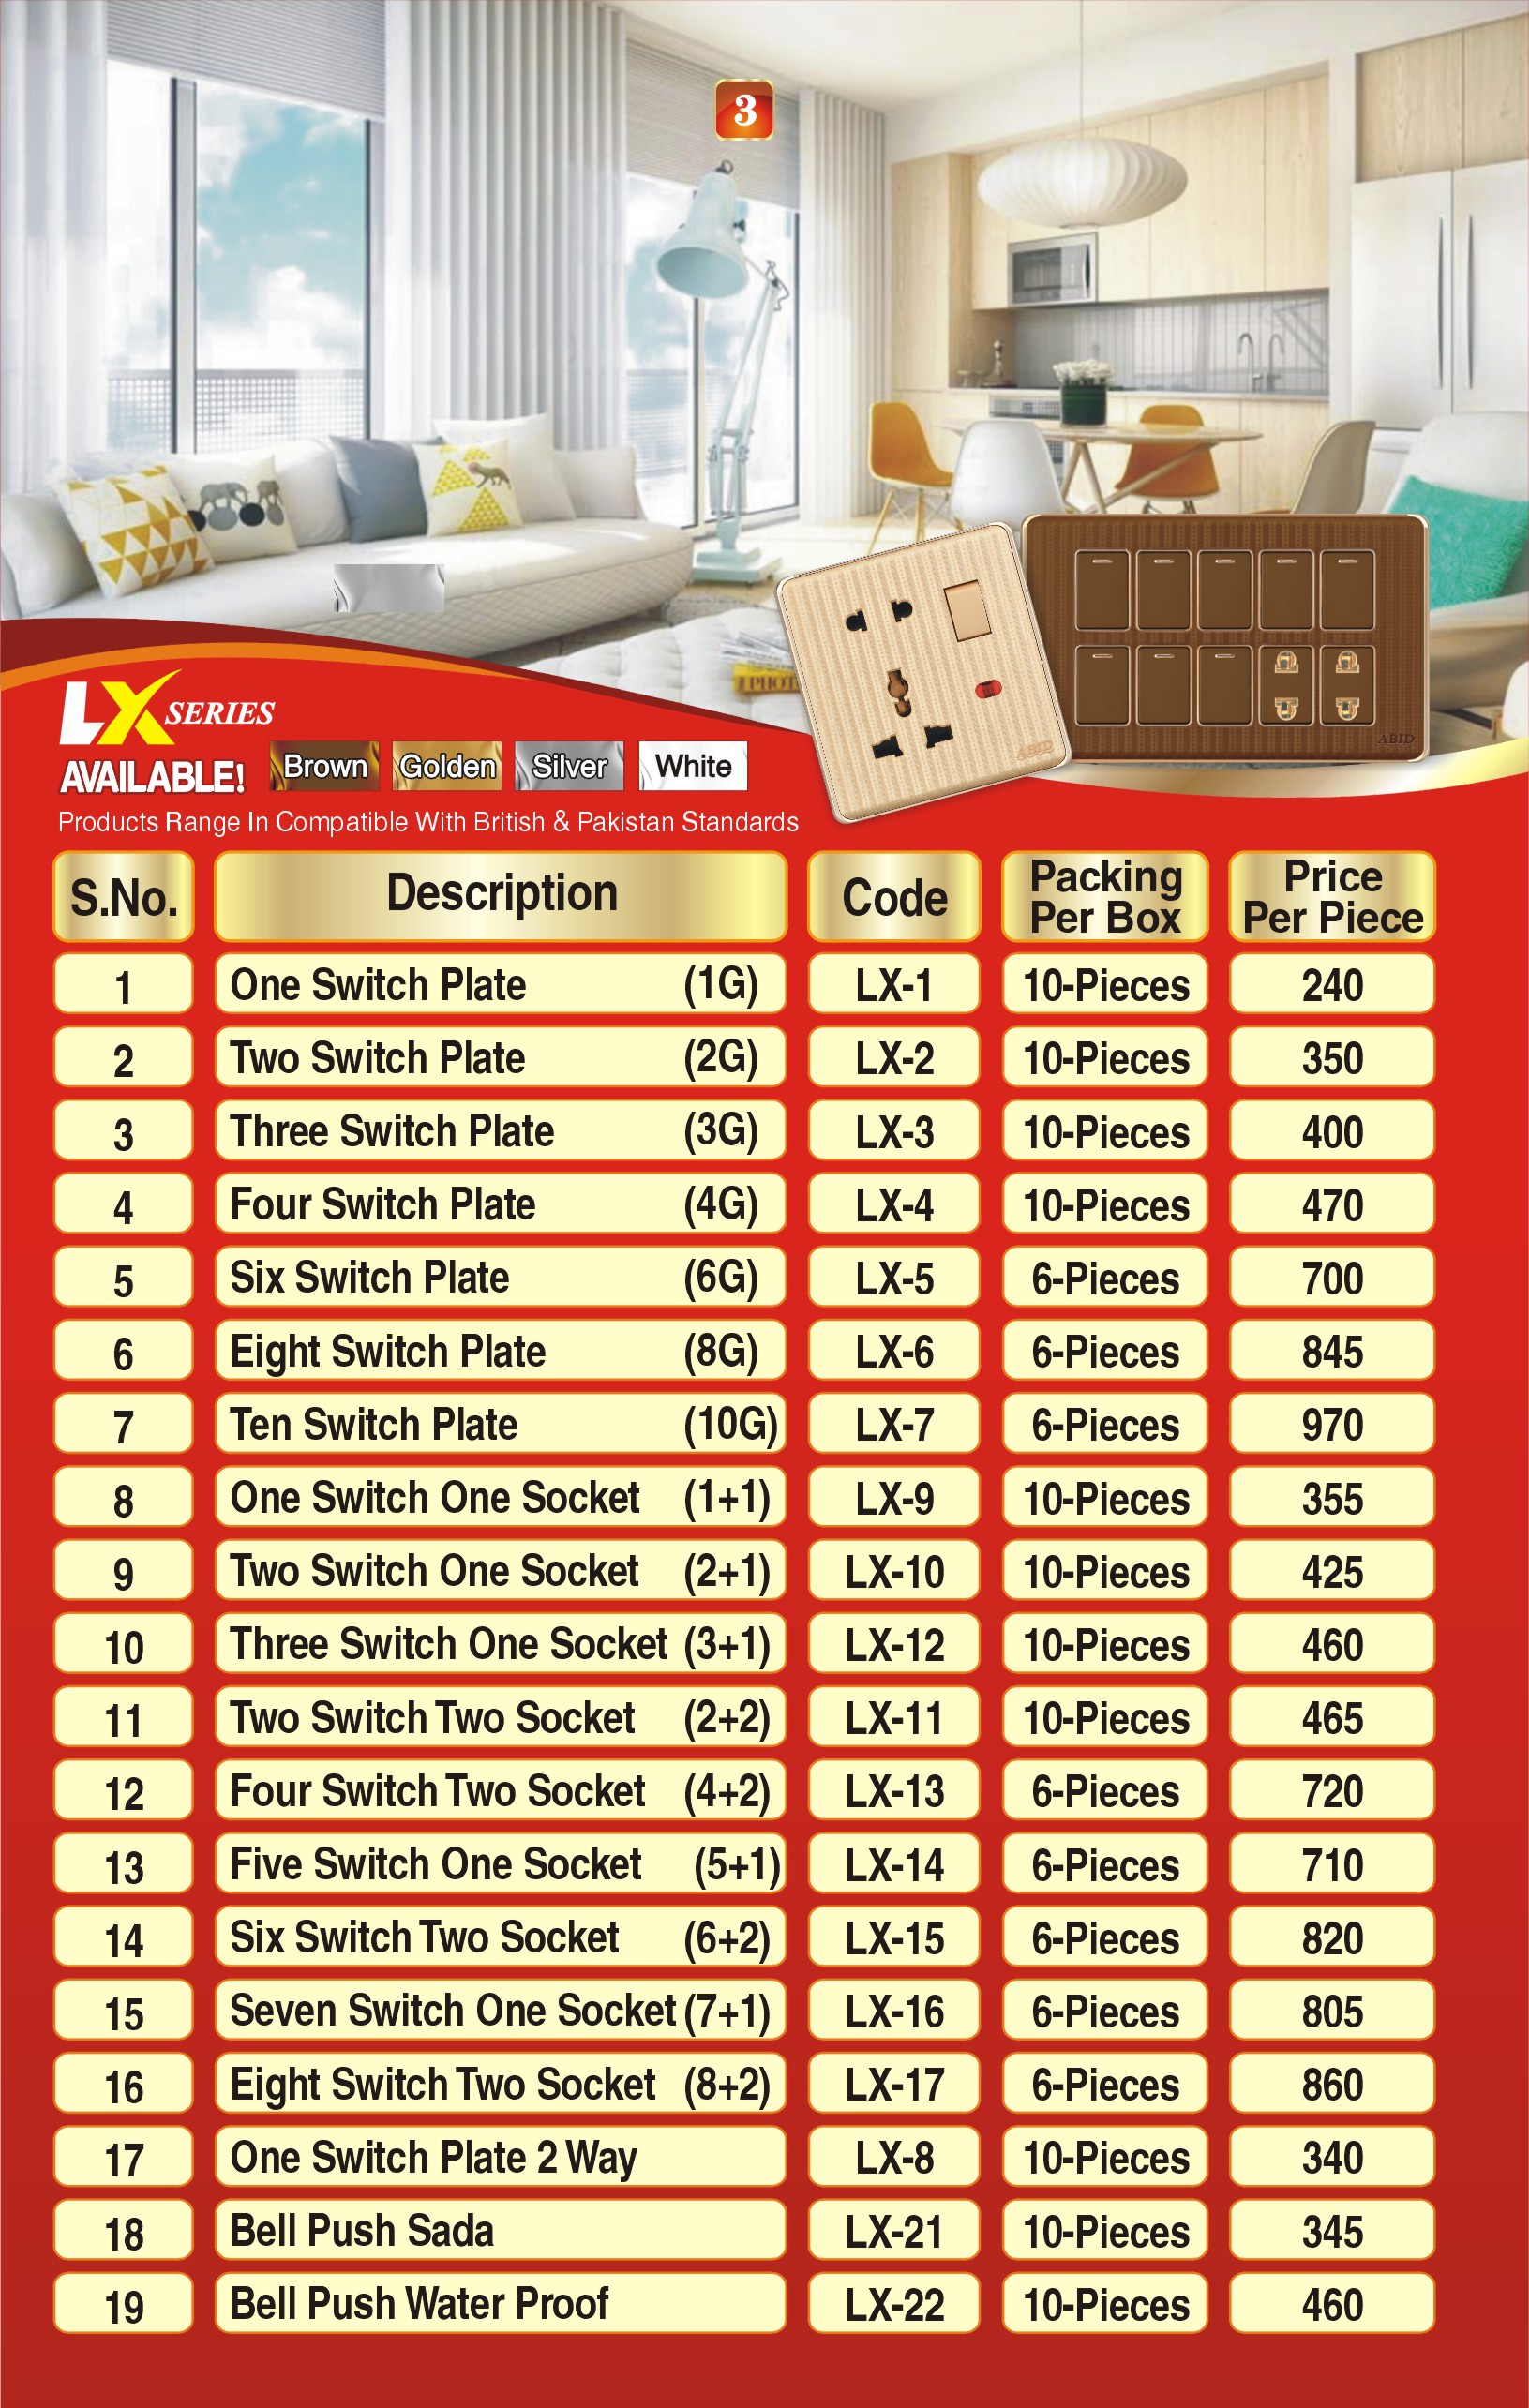 3
LX SERIES
AVAILABLE! Brown Golden Silver White
Products Range In Compatible With British & Pakistan Standards
ABID
ABID
S.No. Description Code Packing Per Box Price Per Piece
1 One Switch Plate (1G) LX-1 10-Pieces 240
2 Two Switch Plate (2G) LX-2 10-Pieces 350
3 Three Switch Plate (3G) LX-3 10-Pieces 400
4 Four Switch Plate (4G) LX-4 10-Pieces 470
5 Six Switch Plate (6G) LX-5 6-Pieces 700
6 Eight Switch Plate (8G) LX-6 6-Pieces 845
7 Ten Switch Plate (10G) LX-7 6-Pieces 970
8 One Switch One Socket (1+1) LX-9 10-Pieces 355
9 Two Switch One Socket (2+1) LX-10 10-Pieces 425
10 Three Switch One Socket (3+1) LX-12 10-Pieces 460
11 Two Switch Two Socket (2+2) LX-11 10-Pieces 465
12 Four Switch Two Socket (4+2) LX-13 6-Pieces 720
13 Five Switch One Socket (5+1) LX-14 6-Pieces 710
14 Six Switch Two Socket (6+2) LX-15 6-Pieces 820
15 Seven Switch One Socket (7+1) LX-16 6-Pieces 805
16 Eight Switch Two Socket (8+2) LX-17 6-Pieces 860
17 One Switch Plate 2 Way LX-8 10-Pieces 340
18 Bell Push Sada LX-21 10-Pieces 345
19 Bell Push Water Proof LX-22 10-Pieces 460